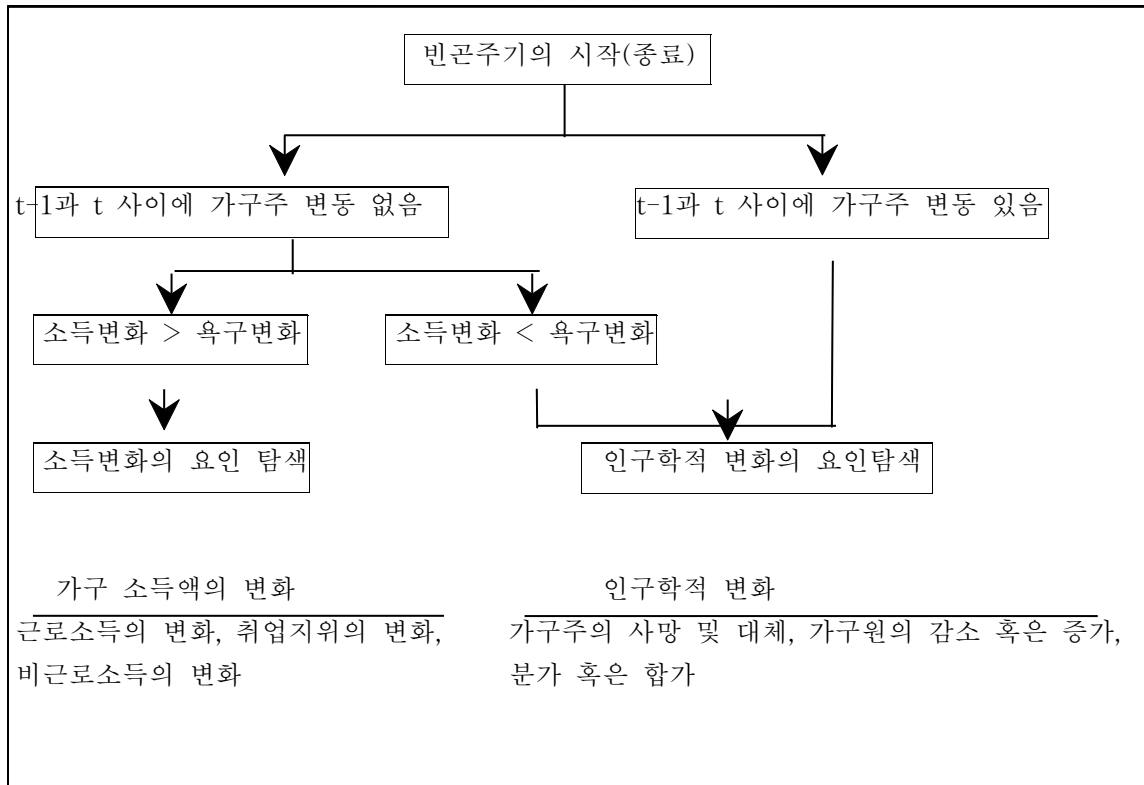 빈곤주기의 시작(종료)
t-1과 t 사이에 가구주 변동 없음
t-1과 t 사이에 가구주 변동 있음
소득변화 > 욕구변화
소득변화 < 욕구변화
소득변화의 요인 탐색
인구학적 변화의 요인탐색
가구 소득액의 변화
근로소득의 변화, 취업지위의 변화,
비근로소득의 변화
인구학적 변화
가구주의 사망 및 대체, 가구원의 감소 혹은 증가,
분가 혹은 합가